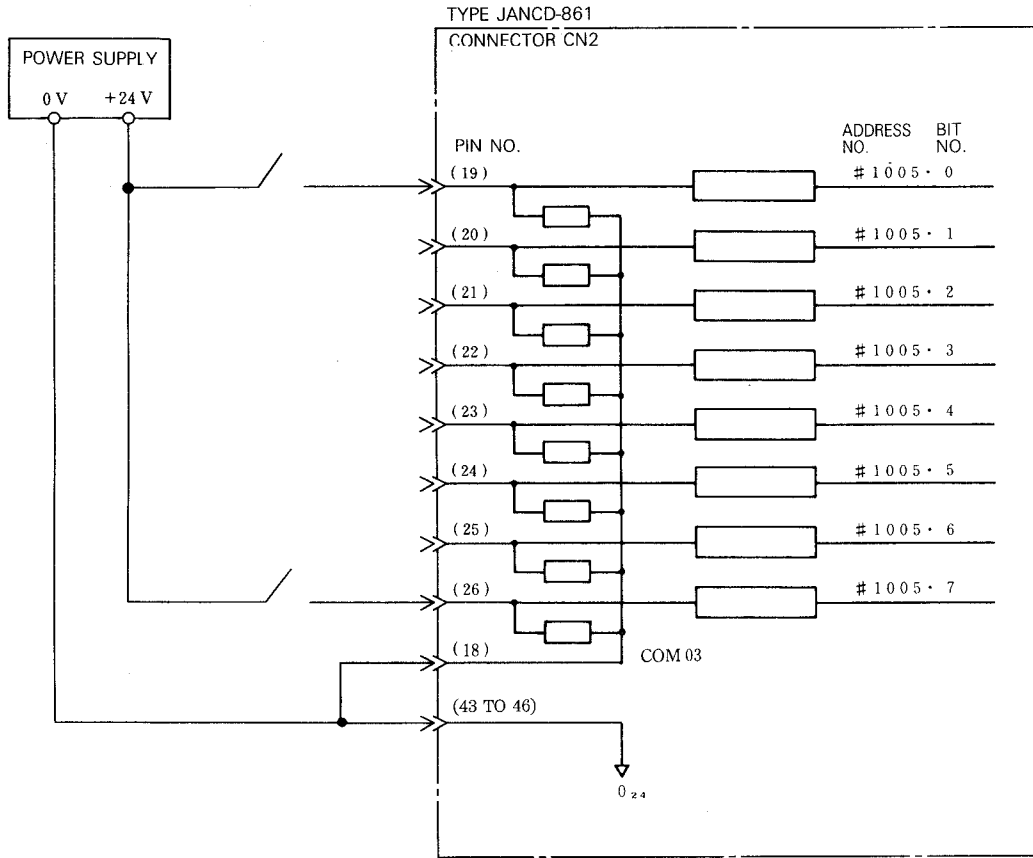 TYPE JANCD-861
CONNECTOR CN2
POWER SUPPLY
0 V +24 V
PIN NO.
ADDRESS NO. BIT NO.
(19) #1005・0
(20) #1005・1
(21) #1005・2
(22) #1005・3
(23) #1005・4
(24) #1005・5
(25) #1005・6
(26) #1005・7
(18) COM 03
(43 TO 46)
0 24